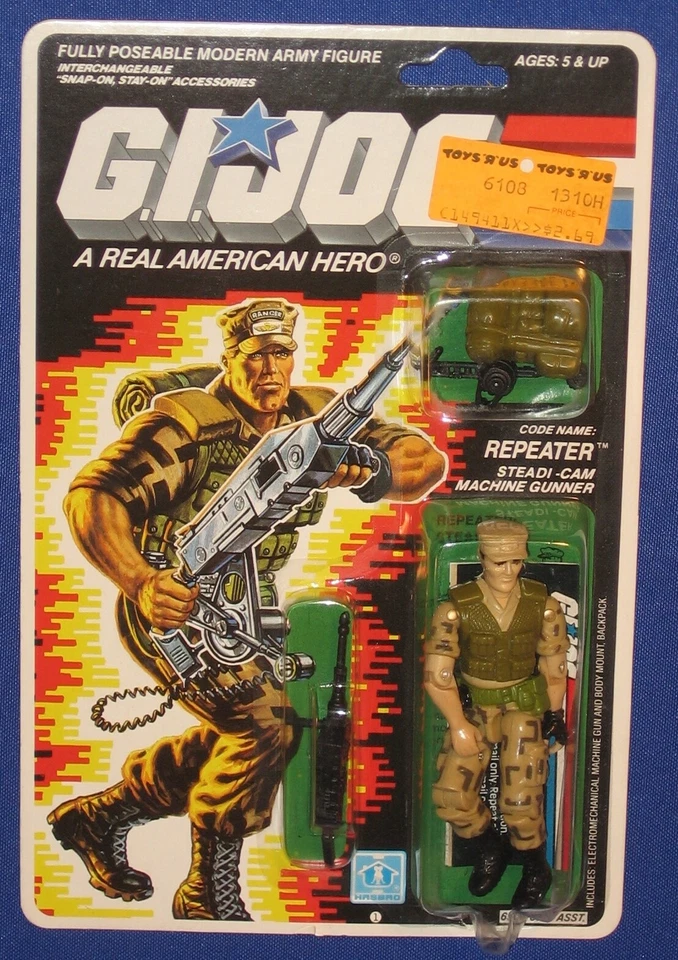 FULLY POSEABLE MODERN ARMY FIGURE
INTERCHANGEABLE
"SNAP-ON, STAY-ON" ACCESSORIES
AGES: 5 & UP
G.I. JOE
TOYS "R" US TOYS "R" US
6108 1310H
PRICE
C149411X>>$2.69
A REAL AMERICAN HERO®
RANGER
CODE NAME:
REPEATER™
STEADI-CAM
MACHINE GUNNER
INCLUDES: ELECTROMECHANICAL MACHINE GUN AND BODY MOUNT, BACKPACK.
HASBRO
1
ASST.